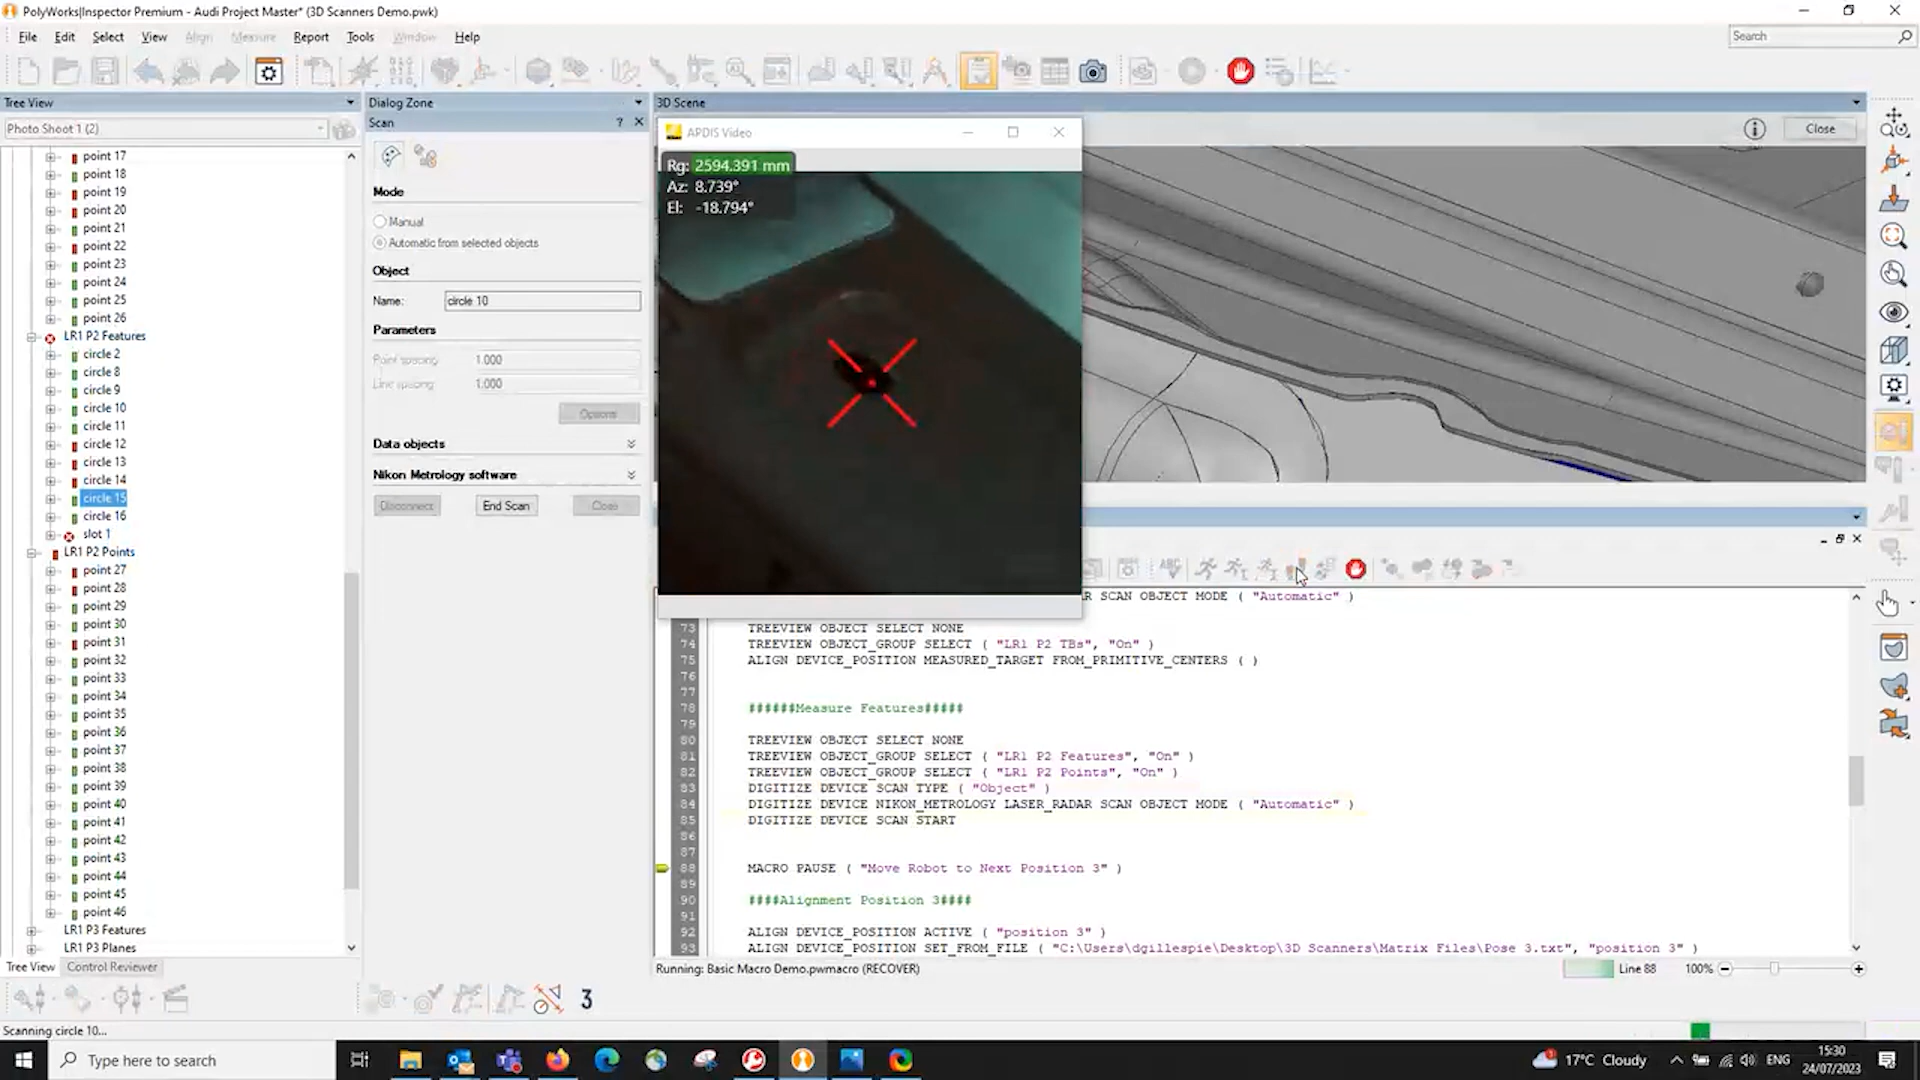 PolyWorks|Inspector Premium - Audi Project Master* (3D Scanners Demo.pwk)
File Edit Select View Align Measure Report Tools Window Help
Search
Tree View
Photo Shoot 1 (2)
point 17
point 18
point 19
point 20
point 21
point 22
point 23
point 24
point 25
point 26
LR1 P2 Features
circle 2
circle 8
circle 9
circle 10
circle 11
circle 12
circle 13
circle 14
circle 15
circle 16
slot 1
LR1 P2 Points
point 27
point 28
point 29
point 30
point 31
point 32
point 33
point 34
point 35
point 36
point 37
point 38
point 39
point 40
point 41
point 42
point 43
point 44
point 45
point 46
LR1 P3 Features
LR1 P3 Planes
Tree View Control Reviewer
Dialog Zone
Scan
?
Mode
Manual
Automatic from selected objects
Object
Name: circle 10
Parameters
Point spacing 1.000
Line spacing 1.000
Options
Data objects
Nikon Metrology software
Disconnect End Scan Close
3
3D Scene
Close
APDIS Video
Rg: 2594.391 mm
Az: 8.739°
El: -18.794°
R SCAN OBJECT MODE ( "Automatic" )
73 TREEVIEW OBJECT SELECT NONE
74 TREEVIEW OBJECT_GROUP SELECT ( "LR1 P2 TBs", "On" )
75 ALIGN DEVICE_POSITION MEASURED_TARGET FROM_PRIMITIVE_CENTERS ( )
76
77
78 ######Measure Features#####
79
80 TREEVIEW OBJECT SELECT NONE
81 TREEVIEW OBJECT_GROUP SELECT ( "LR1 P2 Features", "On" )
82 TREEVIEW OBJECT_GROUP SELECT ( "LR1 P2 Points", "On" )
83 DIGITIZE DEVICE SCAN TYPE ( "Object" )
84 DIGITIZE DEVICE NIKON_METROLOGY LASER_RADAR SCAN OBJECT MODE ( "Automatic" )
85 DIGITIZE DEVICE SCAN START
86
87
88 MACRO PAUSE ( "Move Robot to Next Position 3" )
89
90 ####Alignment Position 3####
91
92 ALIGN DEVICE_POSITION ACTIVE ( "position 3" )
93 ALIGN DEVICE_POSITION SET_FROM_FILE ( "C:\Users\dgillespie\Desktop\3D Scanners\Matrix Files\Pose 3.txt", "position 3" )
Running: Basic Macro Demo.pwmacro (RECOVER)
Line 88 100%
Scanning circle 10...
Type here to search
17°C Cloudy
ENG
15:30
24/07/2023